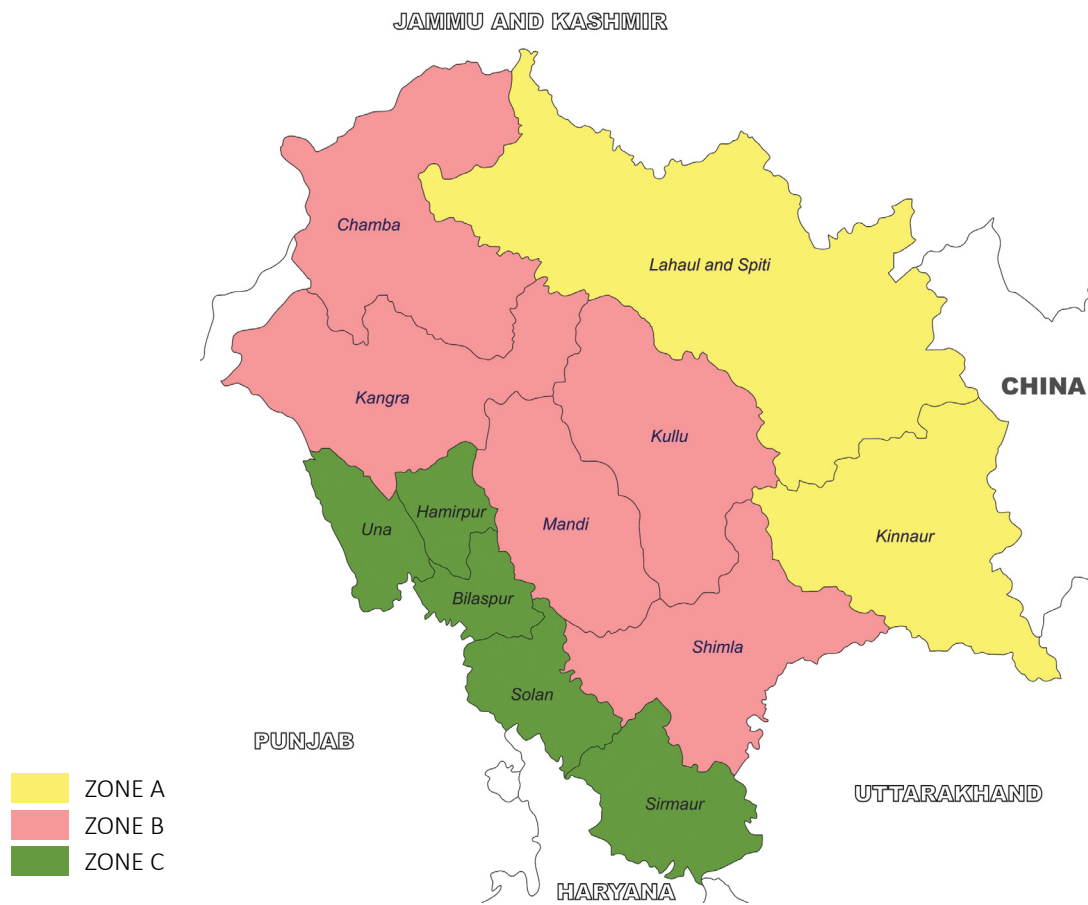 JAMMU AND KASHMIR
Chamba
Lahaul and Spiti
CHINA
Kangra
Kullu
Hamirpur
Una
Mandi
Kinnaur
Bilaspur
Shimla
Solan
PUNJAB
ZONE A
UTTARAKHAND
Sirmaur
ZONE B
ZONE C
HARYANA